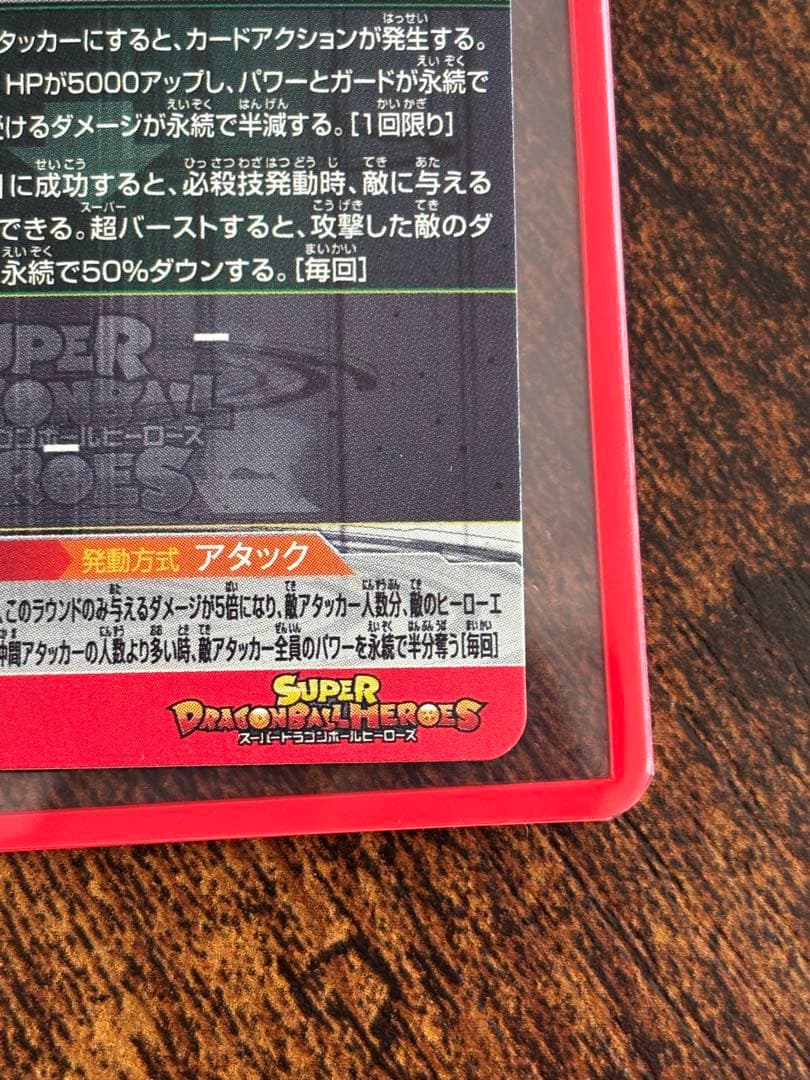 タッカーにすると、カードアクションが発生する。
HPが5000アップし、パワーとガードが永続で
受けるダメージが永続で半減する。[1回限り]
に成功すると、必殺技発動時、敵に与える
できる。超バーストすると、攻撃した敵のダ
永続で50%ダウンする。[毎回]
SUPER
DRAGONBALL
ラゴンボールヒーローズ
HEROES
発動方式 アタック
、このラウンドのみ与えるダメージが5倍になり、敵アタッカー人数分、敵のヒーローエ
仲間アタッカーの人数より多い時、敵アタッカー全員のパワーを永続で半分奪う[毎回]
SUPER
DRAGONBALL HEROES
スーパードラゴンボールヒーローズ